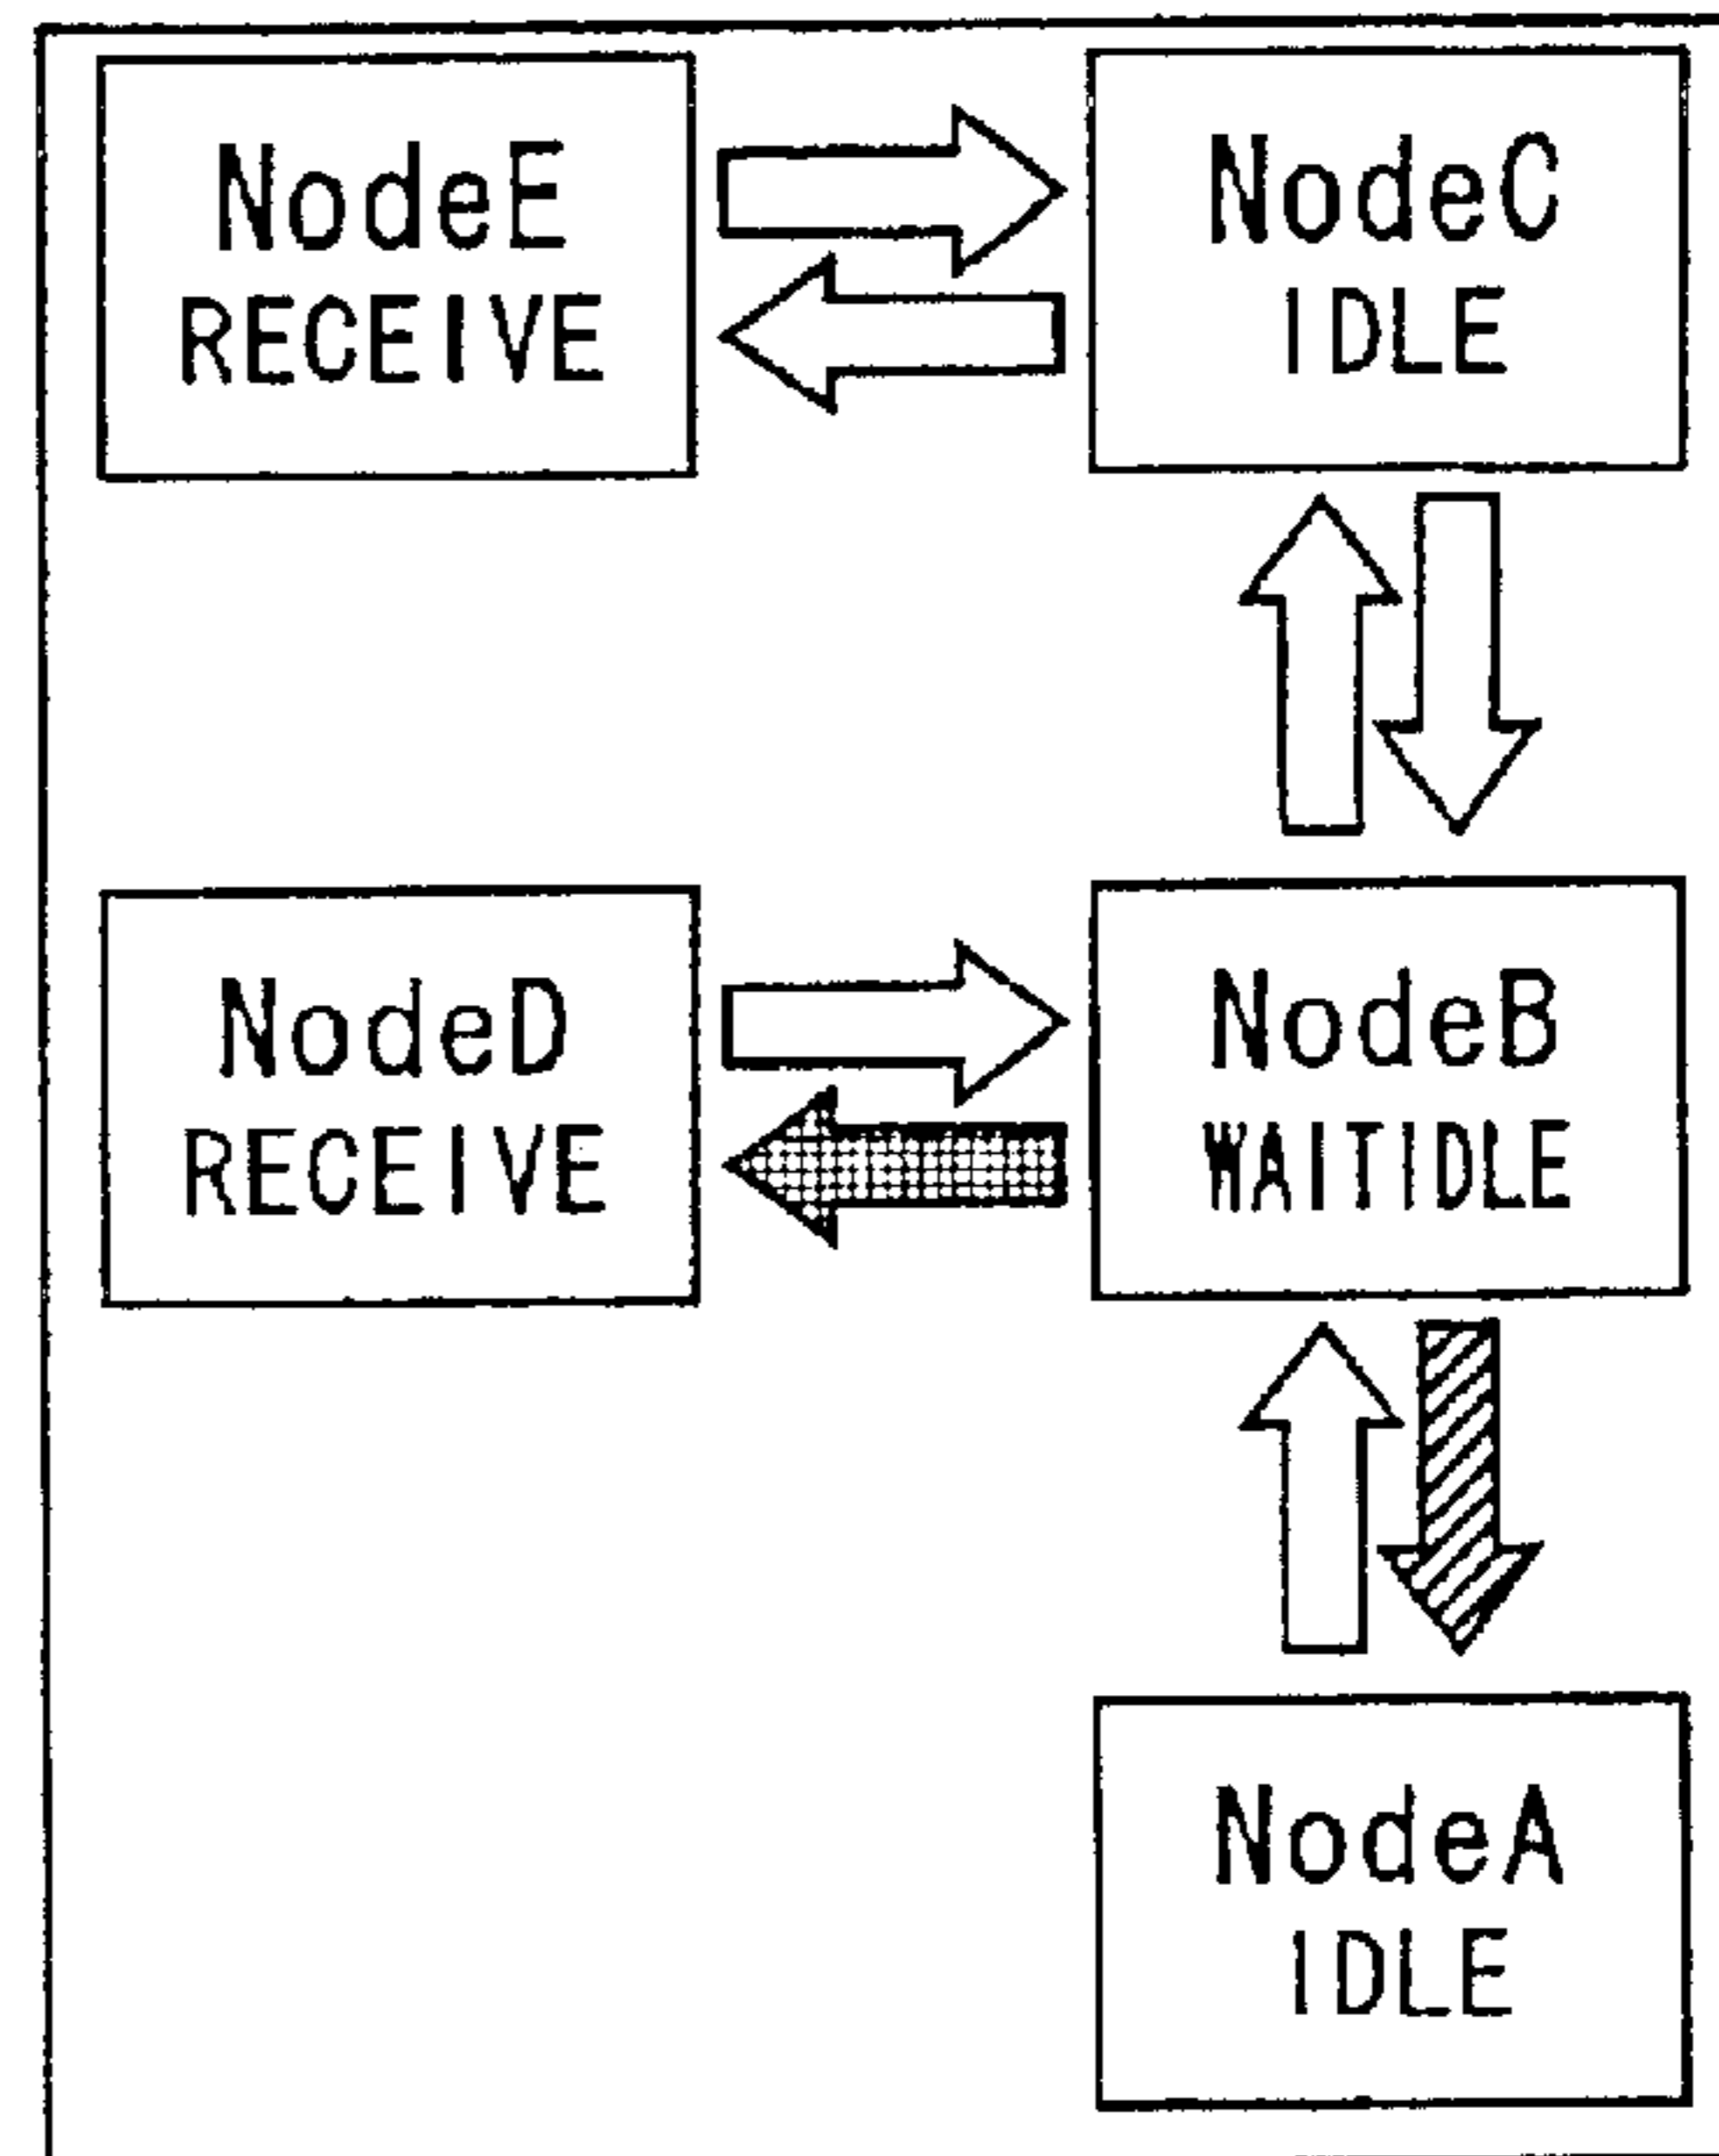 NodeE
RECEIVE
NodeC
IDLE
NodeD
RECEIVE
NodeB
WAITIDLE
NodeA
IDLE